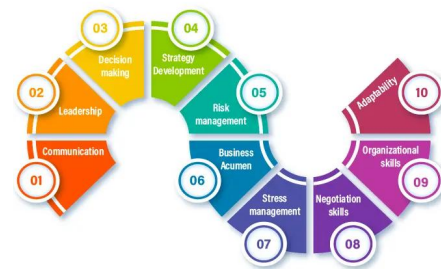 01
Communication
02
Leadership
03
Decision
making
04
Strategy
Development
05
Risk
management
06
Business
Acumen
07
Stress
management
08
Negotiation
skills
09
Organizational
skills
10
Adaptability